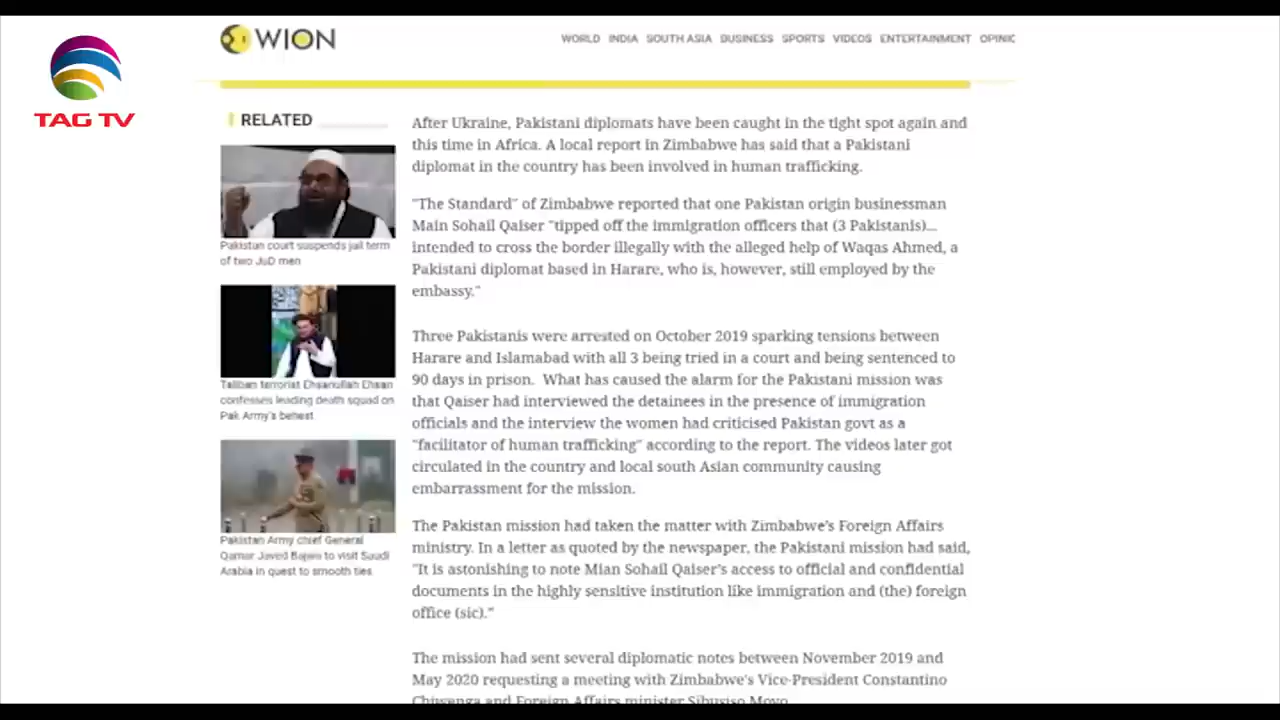 TAG TV
WION
WORLD INDIA SOUTH ASIA BUSINESS SPORTS VIDEOS ENTERTAINMENT OPINIC
RELATED
Pakistan court suspends jail term
of two JuD men
Taliban terrorist Ehsanullah Ehsan
confesses leading death squad on
Pak Army's behest
Pakistan Army chief General
Qamar Javed Bajwa to visit Saudi
Arabia in quest to smooth ties
After Ukraine, Pakistani diplomats have been caught in the tight spot again and
this time in Africa. A local report in Zimbabwe has said that a Pakistani
diplomat in the country has been involved in human trafficking.
"The Standard" of Zimbabwe reported that one Pakistan origin businessman
Main Sohail Qaiser "tipped off the immigration officers that (3 Pakistanis)...
intended to cross the border illegally with the alleged help of Waqas Ahmed, a
Pakistani diplomat based in Harare, who is, however, still employed by the
embassy."
Three Pakistanis were arrested on October 2019 sparking tensions between
Harare and Islamabad with all 3 being tried in a court and being sentenced to
90 days in prison. What has caused the alarm for the Pakistani mission was
that Qaiser had interviewed the detainees in the presence of immigration
officials and the interview the women had criticised Pakistan govt as a
"facilitator of human trafficking" according to the report. The videos later got
circulated in the country and local south Asian community causing
embarrassment for the mission.
The Pakistan mission had taken the matter with Zimbabwe's Foreign Affairs
ministry. In a letter as quoted by the newspaper, the Pakistani mission had said,
"It is astonishing to note Mian Sohail Qaiser's access to official and confidential
documents in the highly sensitive institution like immigration and (the) foreign
office (sic)."
The mission had sent several diplomatic notes between November 2019 and
May 2020 requesting a meeting with Zimbabwe's Vice-President Constantino
Chiwenga and Foreign Affairs minister Sibusiso Moyo